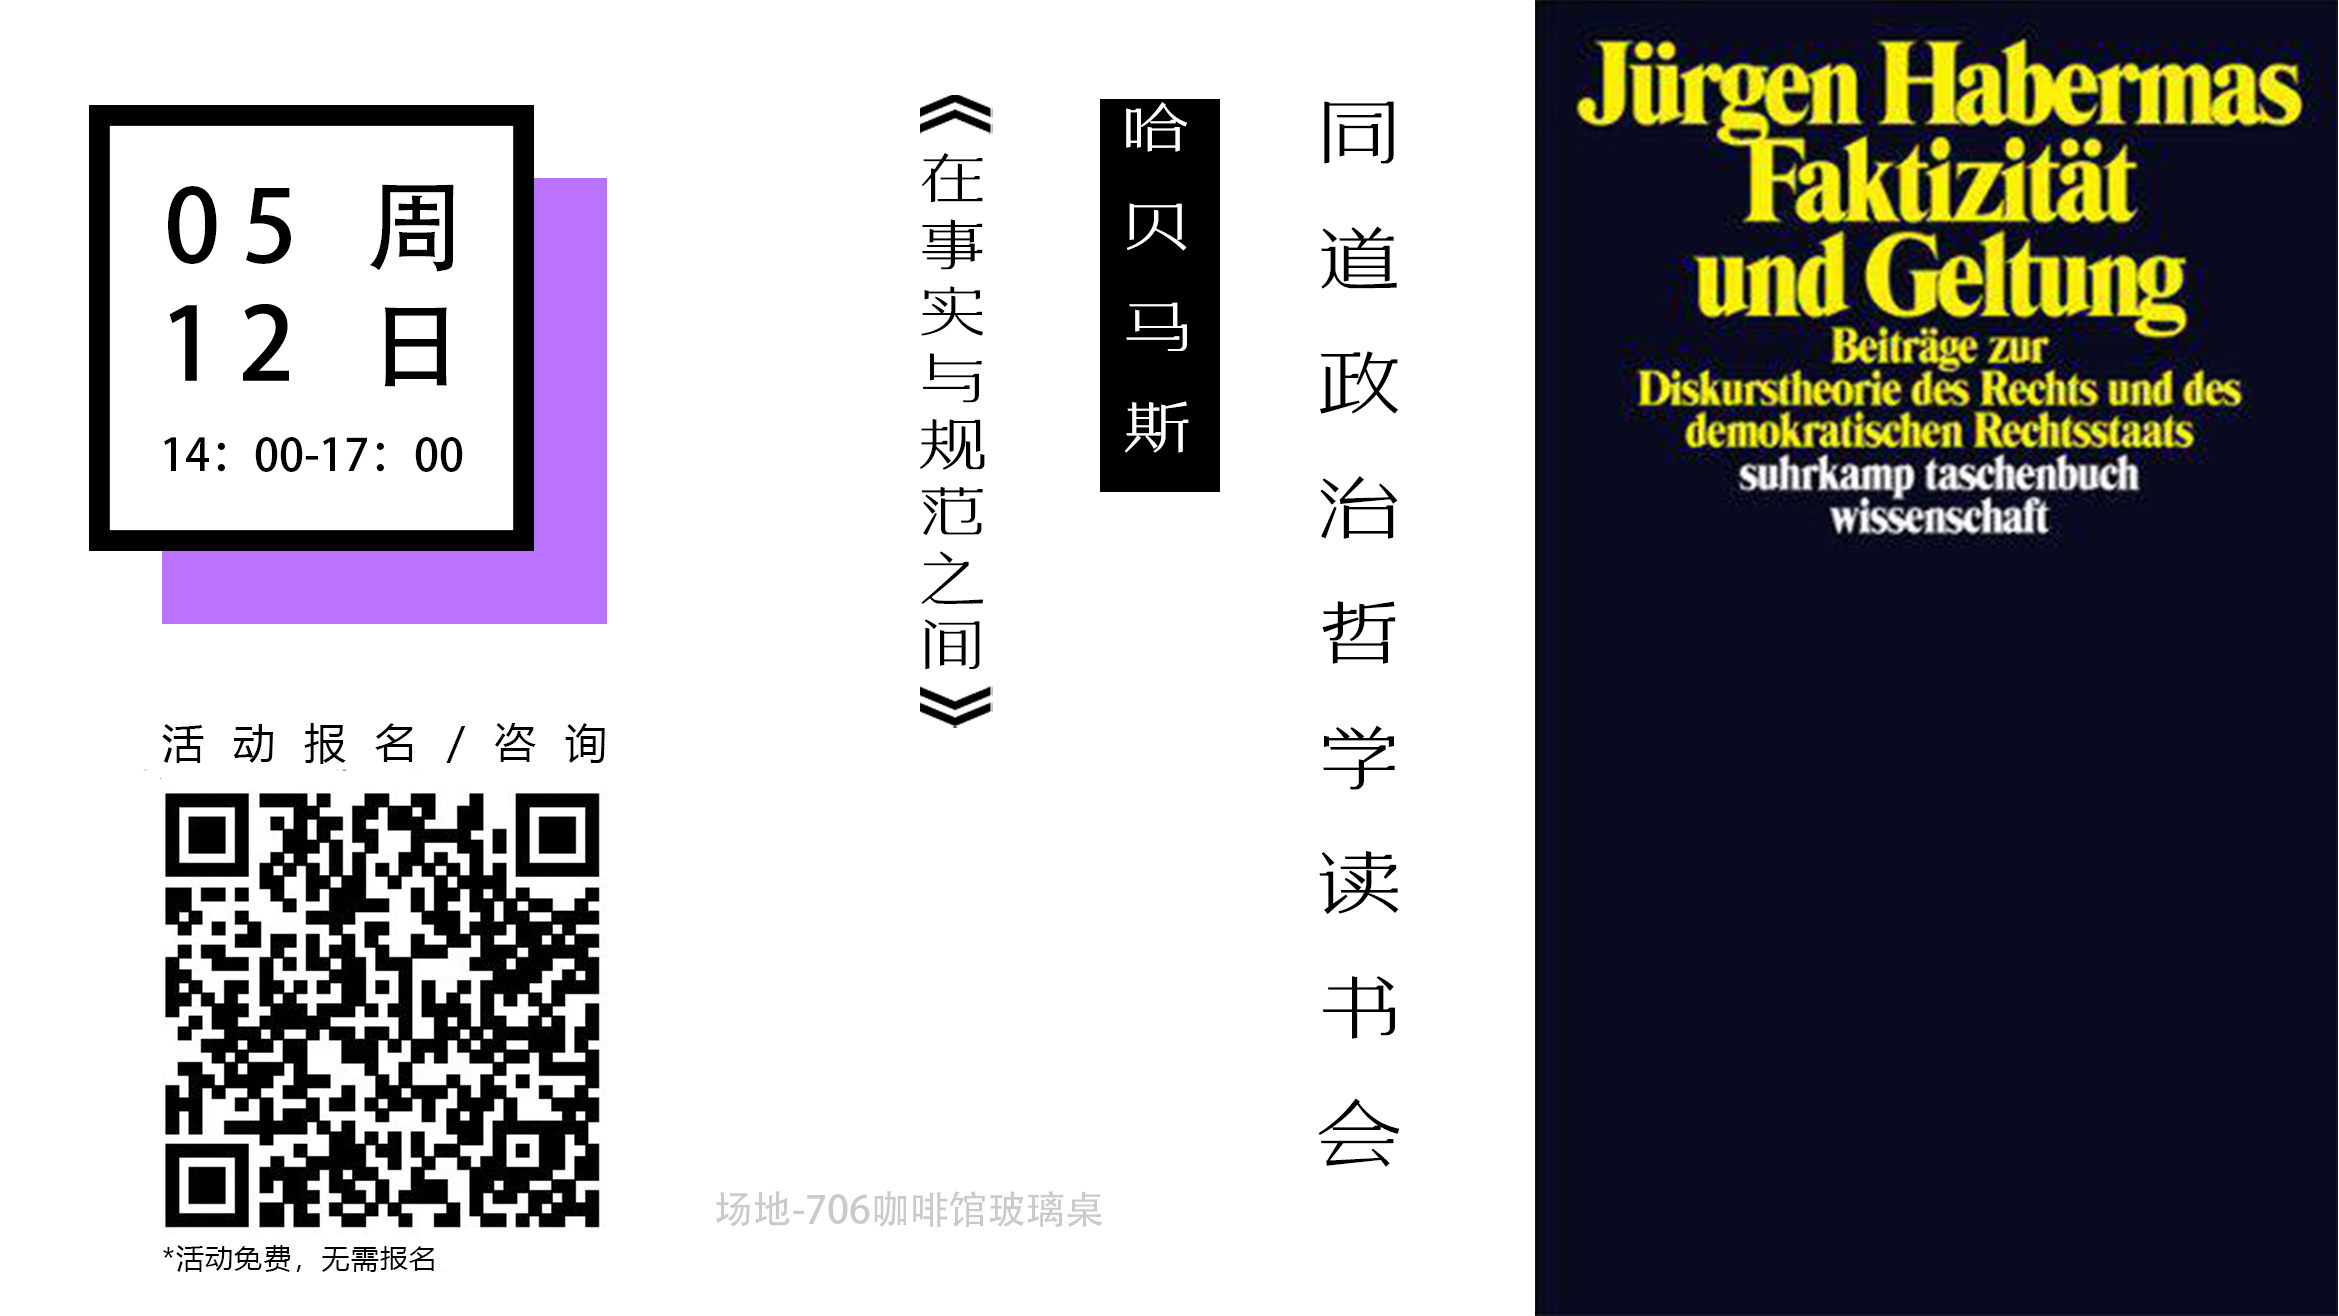 05 周
12 日
14：00-17：00
活动报名/咨询
*活动免费，无需报名
同道政治哲学读书会
哈贝马斯
《在事实与规范之间》
场地-706咖啡馆玻璃桌
Jürgen Habermas
Faktizität
und Geltung
Beiträge zur
Diskurstheorie des Rechts und des
demokratischen Rechtsstaats
suhrkamp taschenbuch
wissenschaft